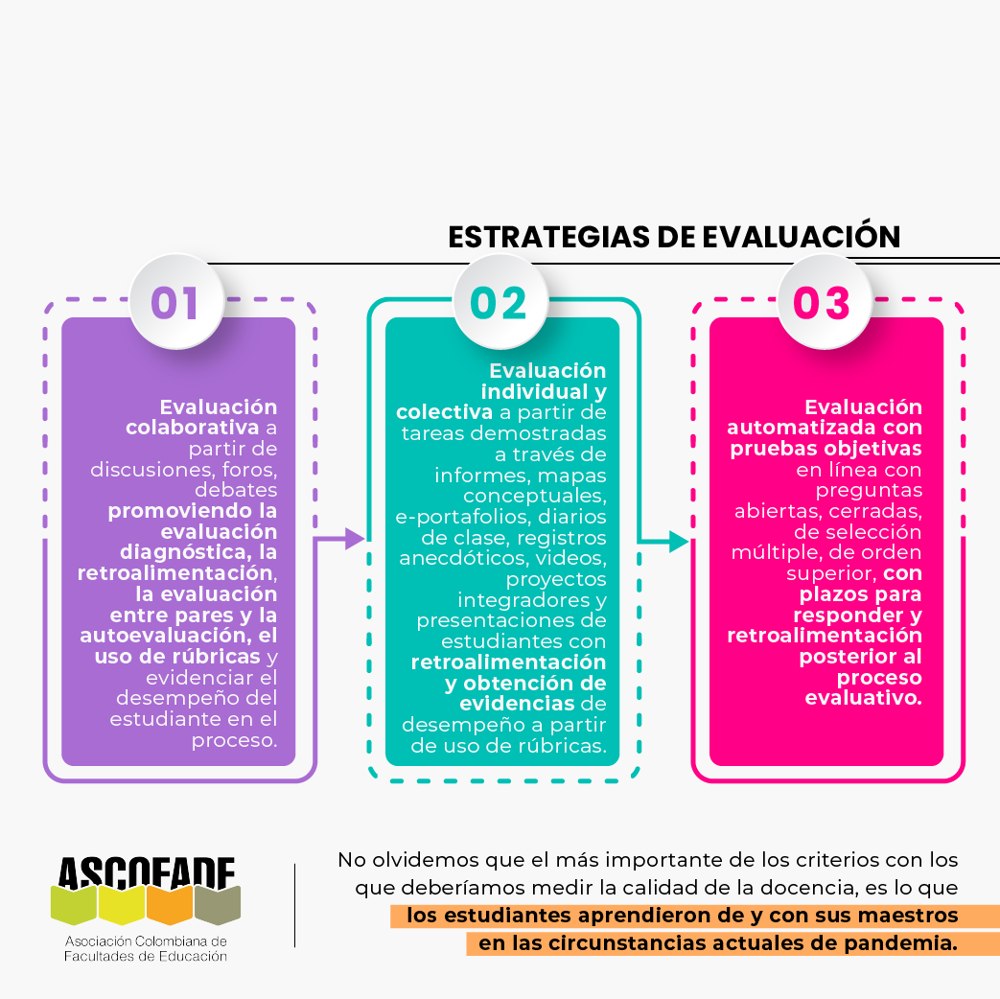 ESTRATEGIAS DE EVALUACIÓN
01
Evaluación
colaborativa a
partir de
discusiones, foros,
debates
promoviendo la
evaluación
diagnóstica, la
retroalimentación,
la evaluación
entre pares y la
autoevaluación, el
uso de rúbricas y
evidenciar el
desempeño del
estudiante en el
proceso.
02
Evaluación
individual y
colectiva a partir de
tareas demostradas
a través de
informes, mapas
conceptuales,
e-portafolios, diarios
de clase, registros
anecdóticos, videos,
proyectos
integradores y
presentaciones de
estudiantes con
retroalimentación
y obtención de
evidencias de
desempeño a partir
de uso de rúbricas.
03
Evaluación
automatizada con
pruebas objetivas
en línea con
preguntas
abiertas, cerradas,
de selección
múltiple, de orden
superior, con
plazos para
responder y
retroalimentación
posterior al
proceso
evaluativo.
ASCOFADE
Asociación Colombiana de
Facultades de Educación
No olvidemos que el más importante de los criterios con los
que deberíamos medir la calidad de la docencia, es lo que
los estudiantes aprendieron de y con sus maestros
en las circunstancias actuales de pandemia.